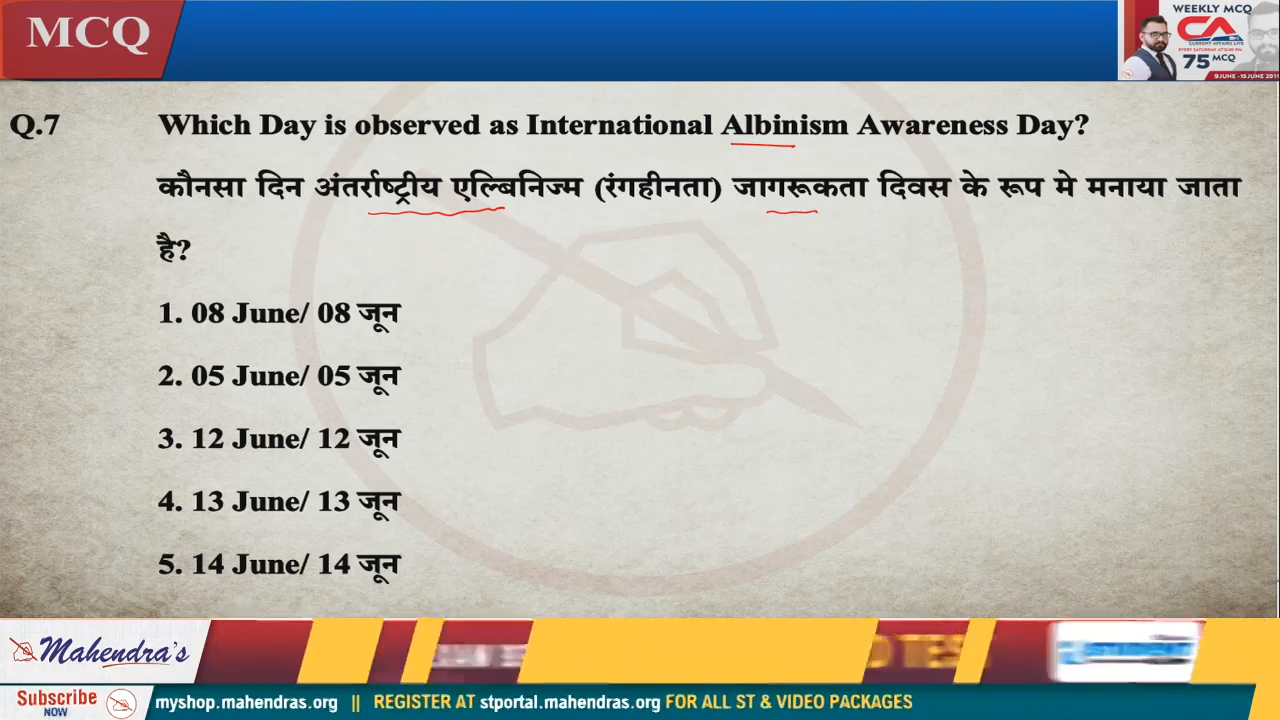 MCQ
WEEKLY MCQ
CA
CURRENT AFFAIRS LIVE
75 MCQ
Q.7 Which Day is observed as International Albinism Awareness Day?
कौनसा दिन अंतर्राष्ट्रीय एल्बिनिज्म (रंगहीनता) जागरूकता दिवस के रूप मे मनाया जाता
है?
1. 08 June/ 08 जून
2. 05 June/ 05 जून
3. 12 June/ 12 जून
4. 13 June/ 13 जून
5. 14 June/ 14 जून
Mahendra's
Subscribe
NOW
myshop.mahendras.org || REGISTER AT stportal.mahendras.org FOR ALL ST & VIDEO PACKAGES